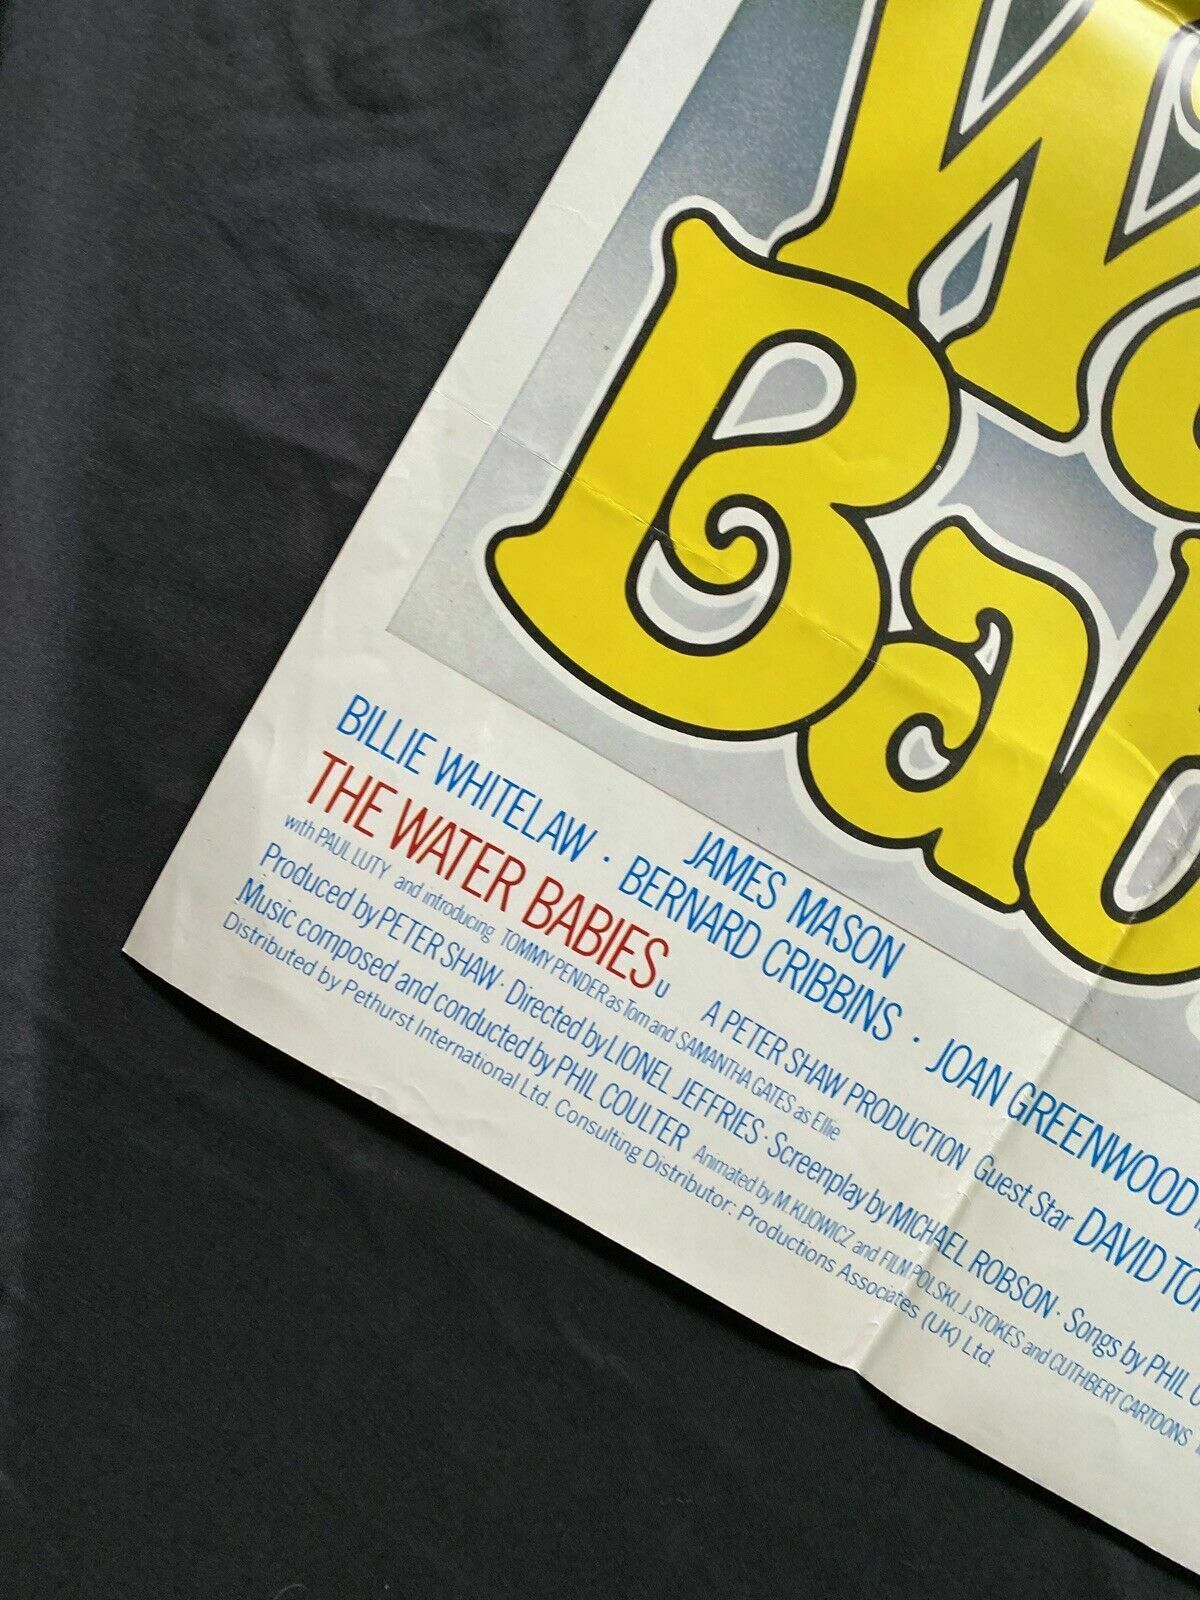 Wa
Bab
JAMES MASON
BILLIE WHITELAW · BERNARD CRIBBINS · JOAN GREENWOOD
THE WATER BABIES U A PETER SHAW PRODUCTION Guest Star DAVID
with PAUL LUTY and introducing TOMMY PENDER as Tom and SAMANTHA GATES as Ellie
Produced by PETER SHAW · Directed by LIONEL JEFFRIES · Screenplay by MICHAEL ROBSON · Songs by PHIL
Music composed and conducted by PHIL COULTER Animated by M. KIJOWICZ and FILM POLSKI. J. STOKES and CUTHBERT CARTOONS
Distributed by Pethurst International Ltd. Consulting Distributor: Productions Associates (UK) Ltd.